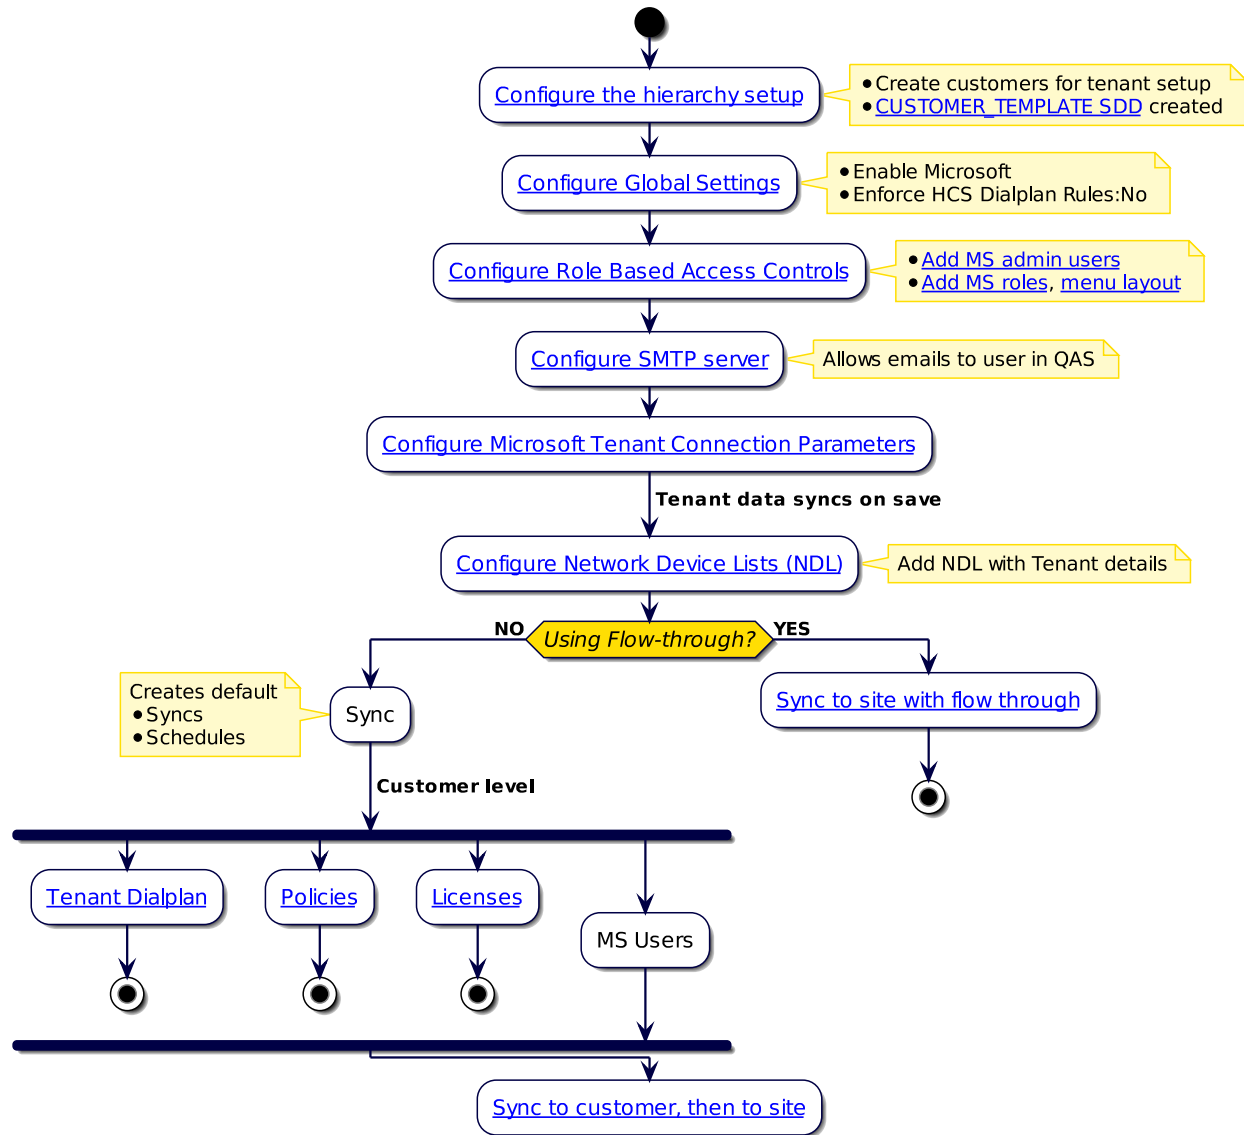 Configure the hierarchy setup
•Create customers for tenant setup
•CUSTOMER_TEMPLATE SDD created
Configure Global Settings
•Enable Microsoft
•Enforce HCS Dialplan Rules:No
Configure Role Based Access Controls
•Add MS admin users
•Add MS roles, menu layout
Configure SMTP server
Allows emails to user in QAS
Configure Microsoft Tenant Connection Parameters
Tenant data syncs on save
Configure Network Device Lists (NDL)
Add NDL with Tenant details
NO
Using Flow-through?
YES
Creates default
•Syncs
•Schedules
Sync
Sync to site with flow through
Customer level
Tenant Dialplan
Policies
Licenses
MS Users
Sync to customer, then to site